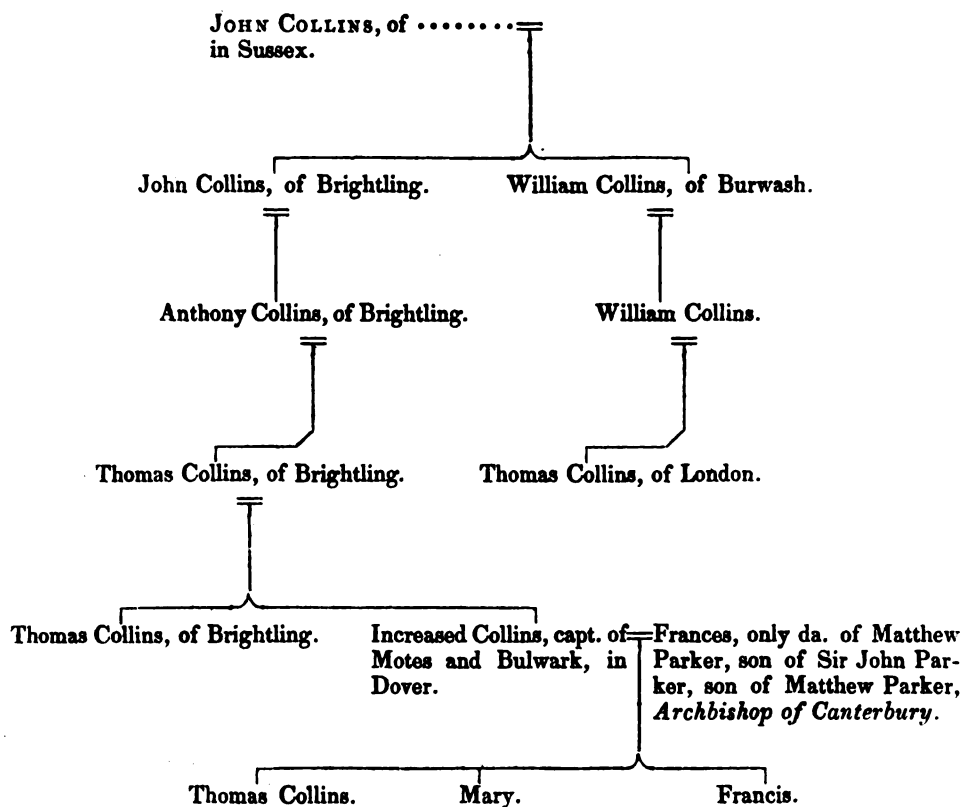 JOHN COLLINS, of ········
in Sussex.
John Collins, of Brightling.
William Collins, of Burwash.
Anthony Collins, of Brightling.
William Collins.
Thomas Collins, of Brightling.
Thomas Collins, of London.
Thomas Collins, of Brightling.
Increased Collins, capt. of
Motes and Bulwark, in
Dover.
Frances, only da. of Matthew
Parker, son of Sir John Par-
ker, son of Matthew Parker,
Archbishop of Canterbury.
Thomas Collins.
Mary.
Francis.